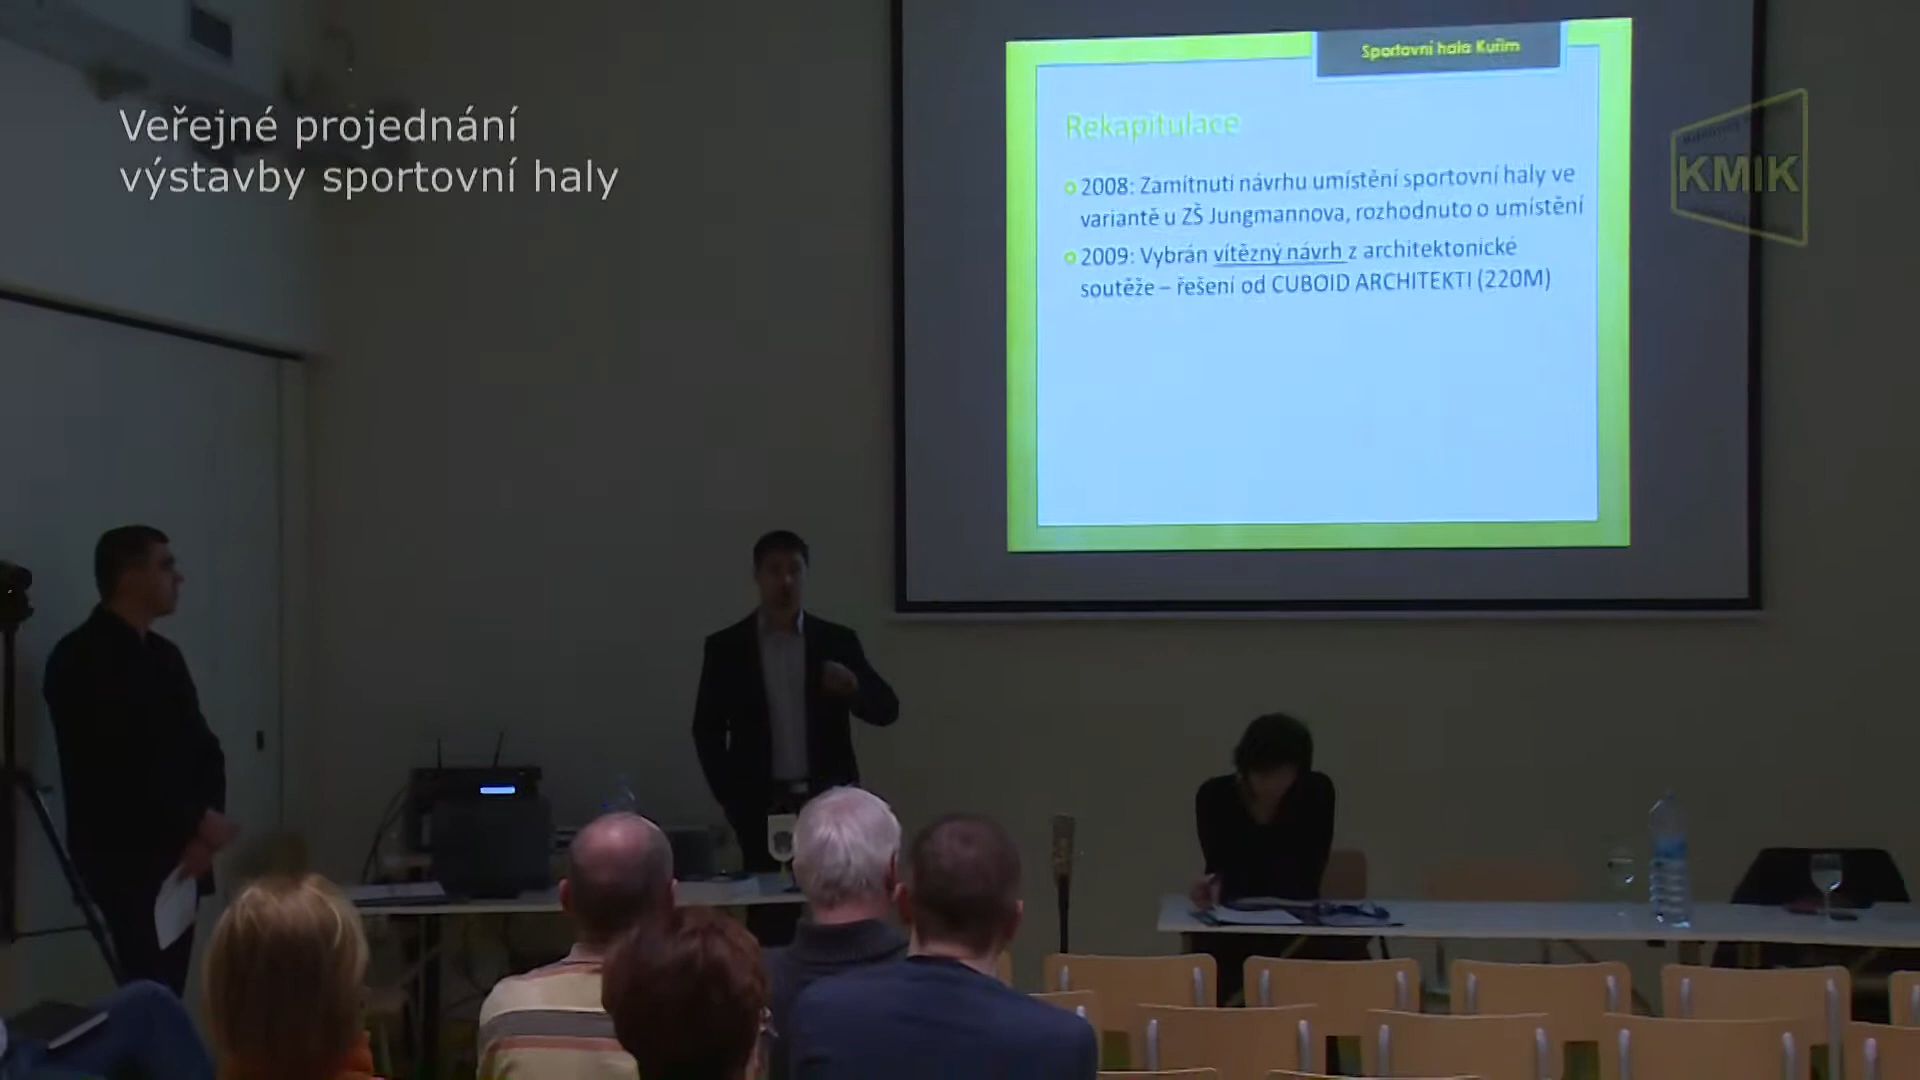 Veřejné projednání
výstavby sportovní haly
Sportovní hala Kuřim
KMIK
Rekapitulace
2008: Zamítnutí návrhu umístění sportovní haly ve
variantě u ZŠ Jungmannova, rozhodnuto o umístění
2009: Vybrán vítězný návrh z architektonické
soutěže – řešení od CUBOID ARCHITEKTI (220M)